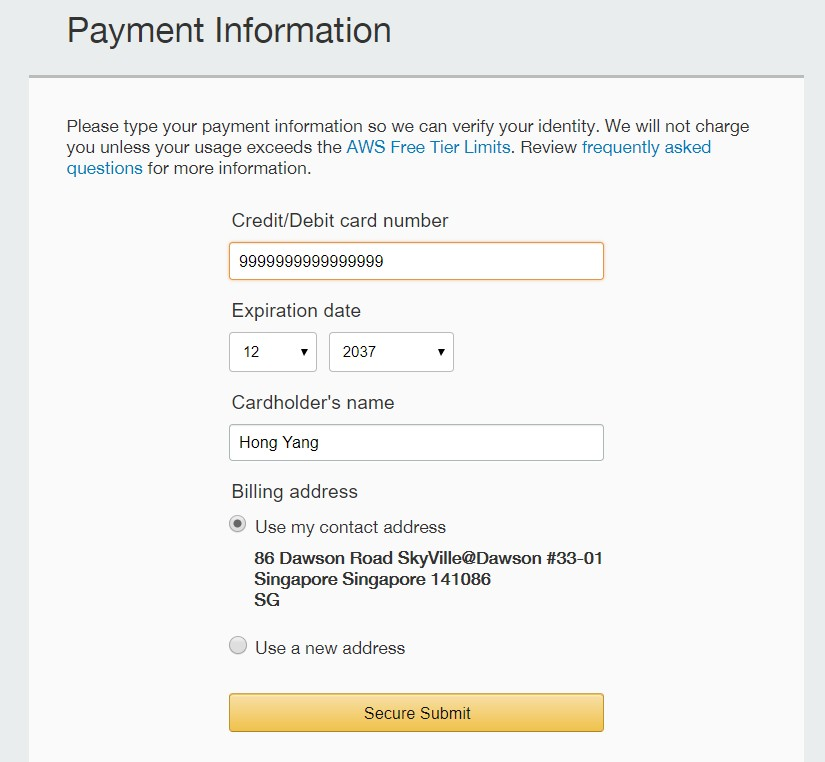 Payment Information
Please type your payment information so we can verify your identity. We will not charge
you unless your usage exceeds the AWS Free Tier Limits. Review frequently asked
questions for more information.
Credit/Debit card number
9999999999999999
Expiration date
12 2037
Cardholder's name
Hong Yang
Billing address
Use my contact address
86 Dawson Road SkyVille@Dawson #33-01
Singapore Singapore 141086
SG
Use a new address
Secure Submit